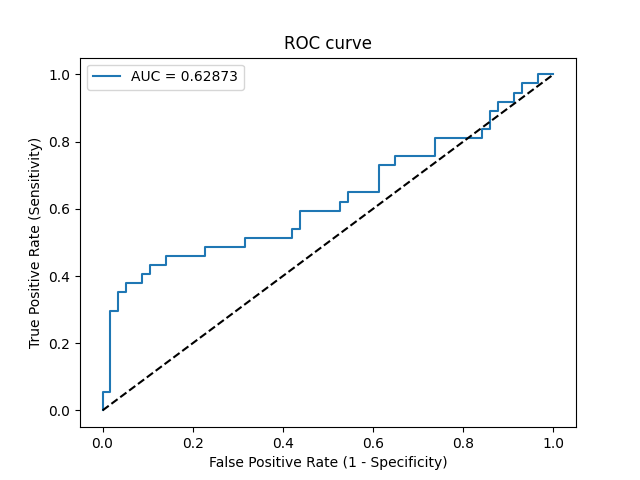 ROC curve
AUC = 0.62873
True Positive Rate (Sensitivity)
1.0
0.8
0.6
0.4
0.2
0.0
0.0 0.2 0.4 0.6 0.8 1.0
False Positive Rate (1 - Specificity)